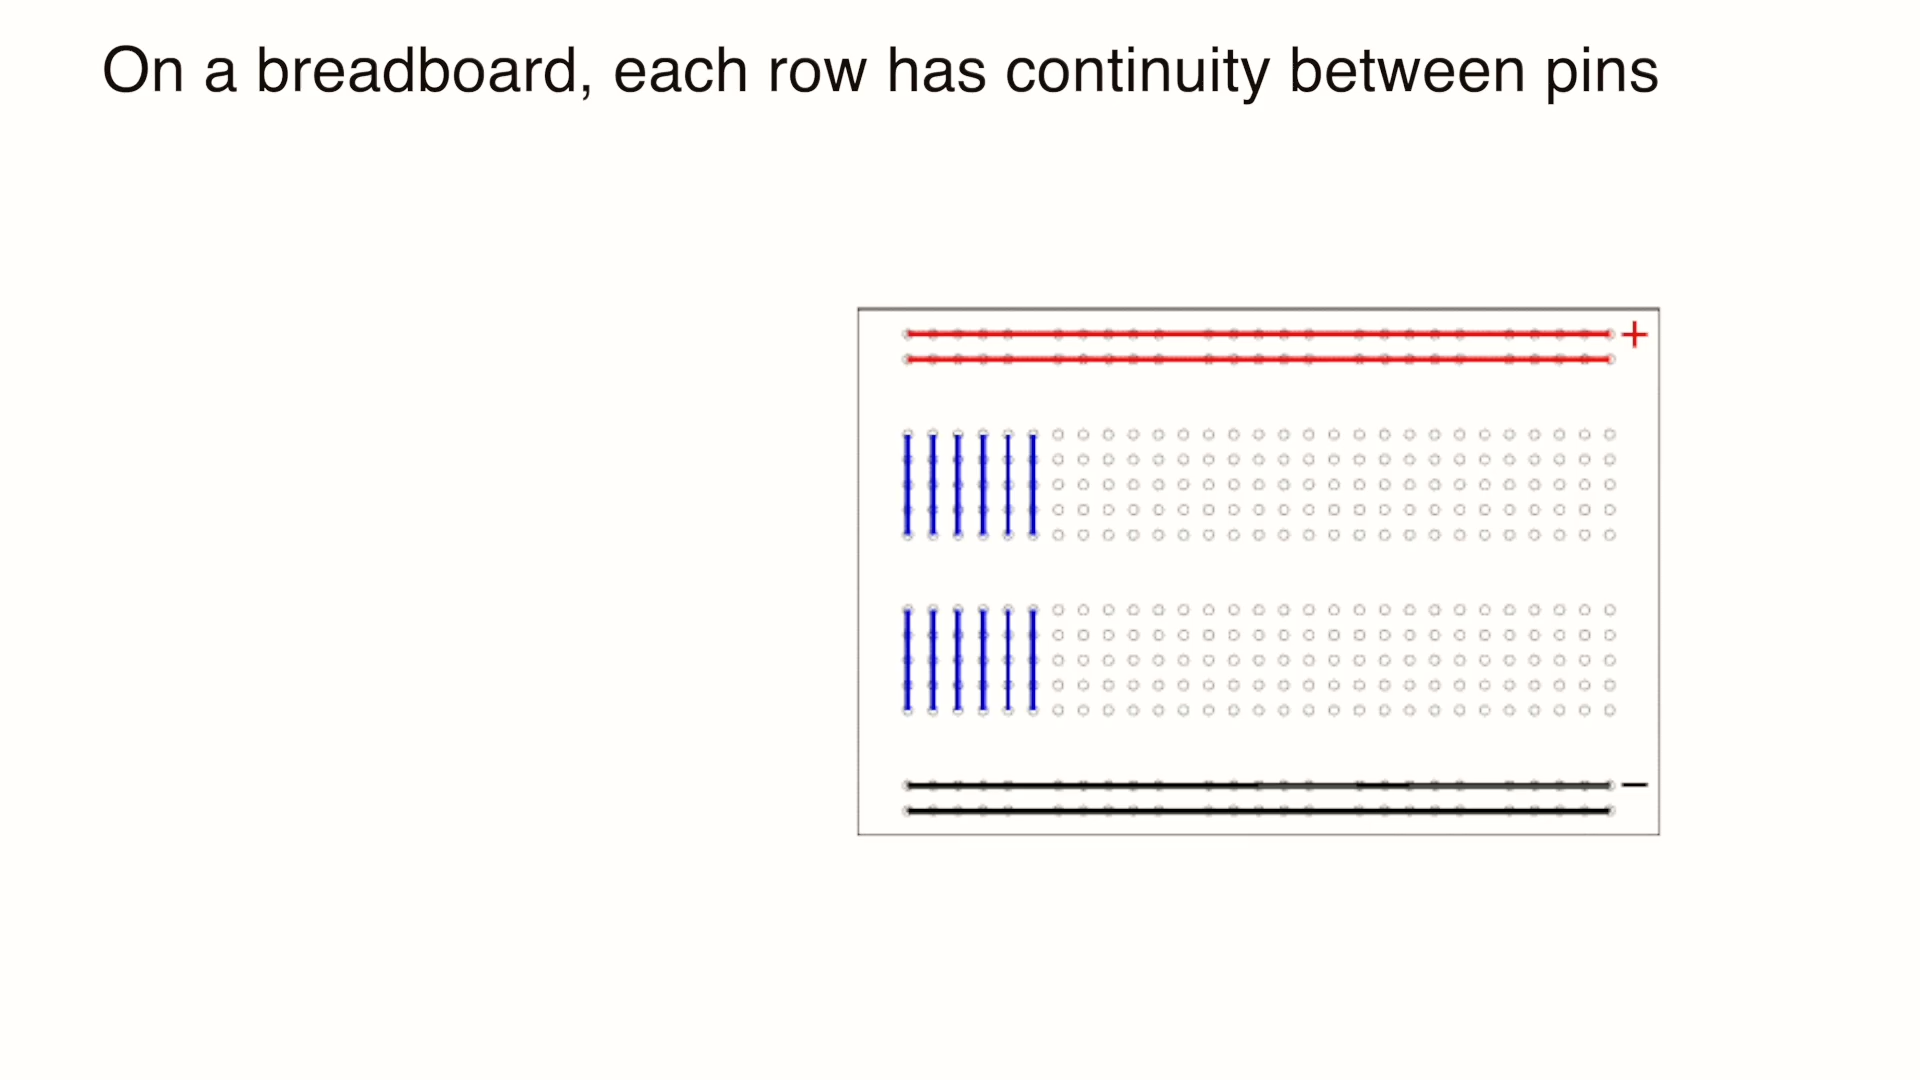 On a breadboard, each row has continuity between pins
+
−